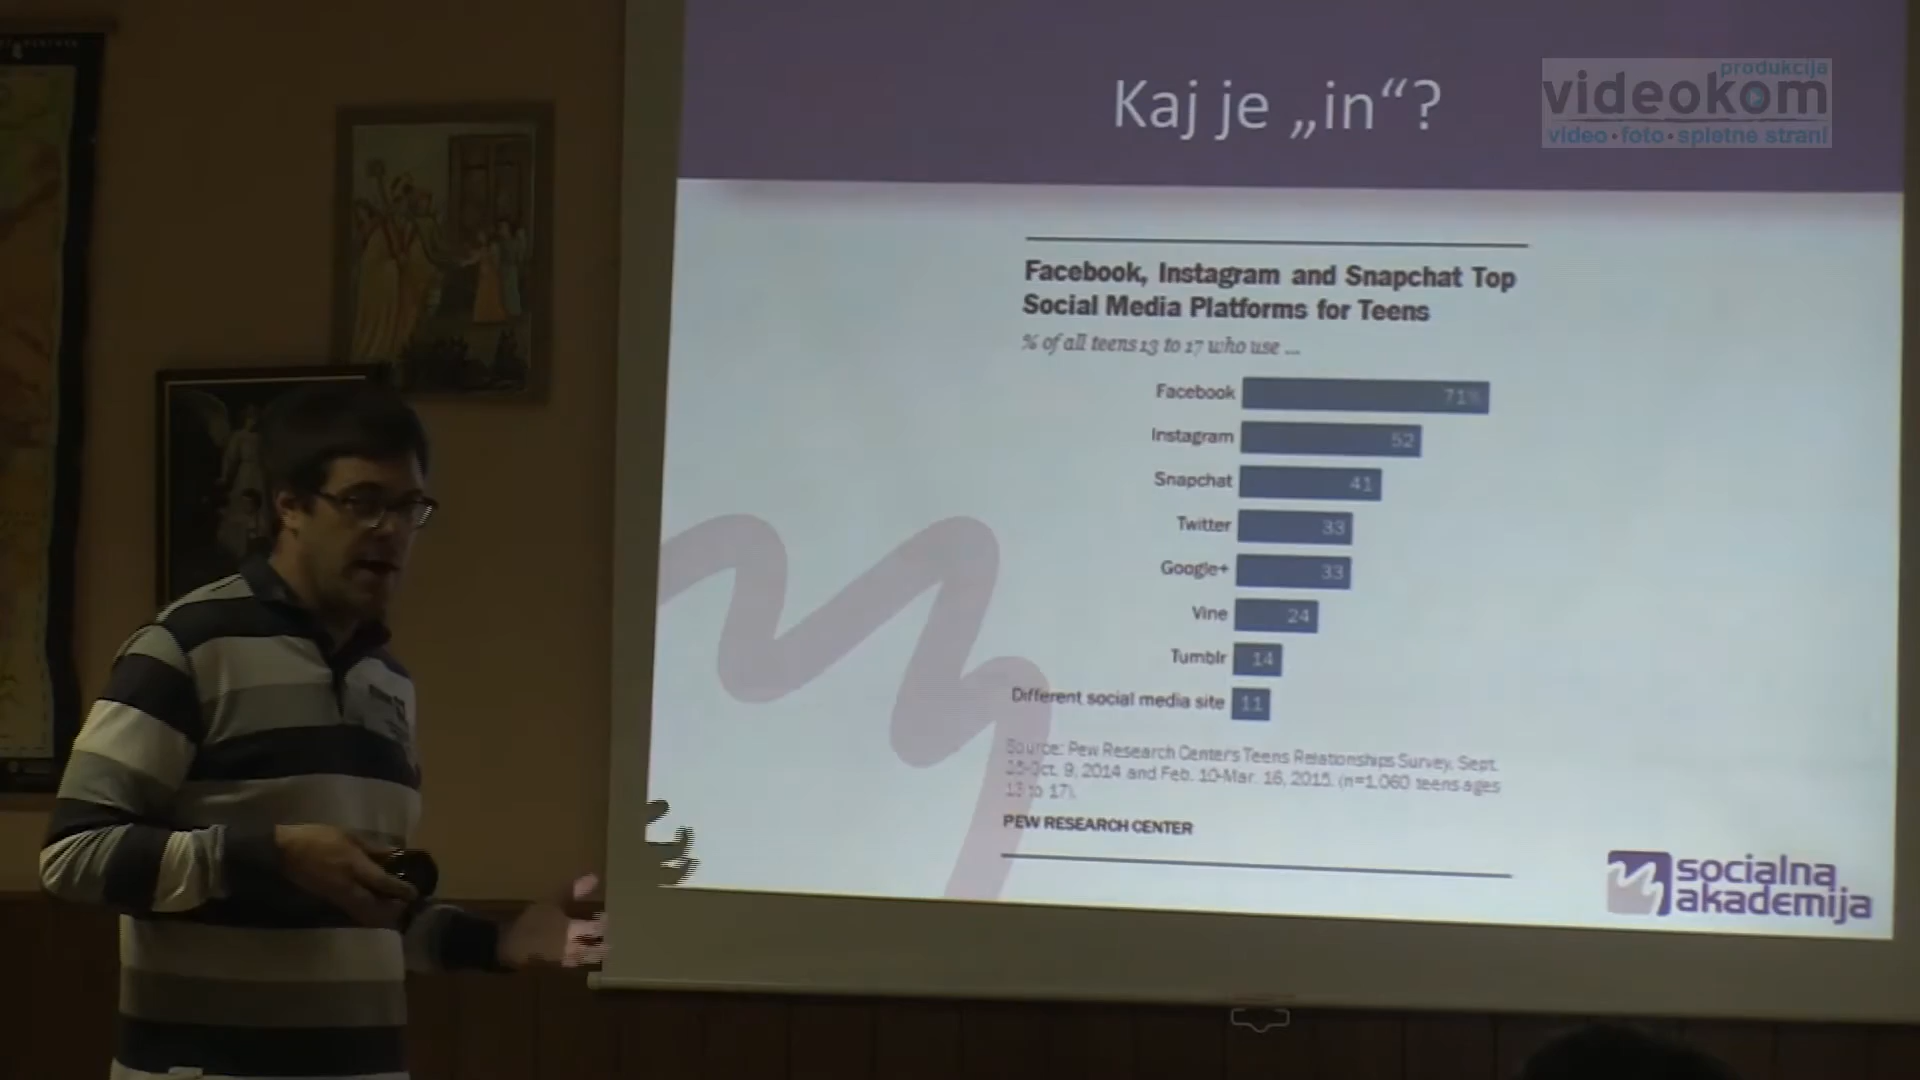 Kaj je „in“?
produkcija
videokom
video • foto • spletne strani
Facebook, Instagram and Snapchat Top
Social Media Platforms for Teens
% of all teens 13 to 17 who use ...
Facebook 71%
Instagram 52
Snapchat 41
Twitter 33
Google+ 33
Vine 24
Tumblr 14
Different social media site 11
Source: Pew Research Center's Teens Relationships Survey, Sept.
25-Oct. 9, 2014 and Feb. 10-Mar. 16, 2015. (n=1,060 teens ages
13 to 17).
PEW RESEARCH CENTER
socialna
akademija